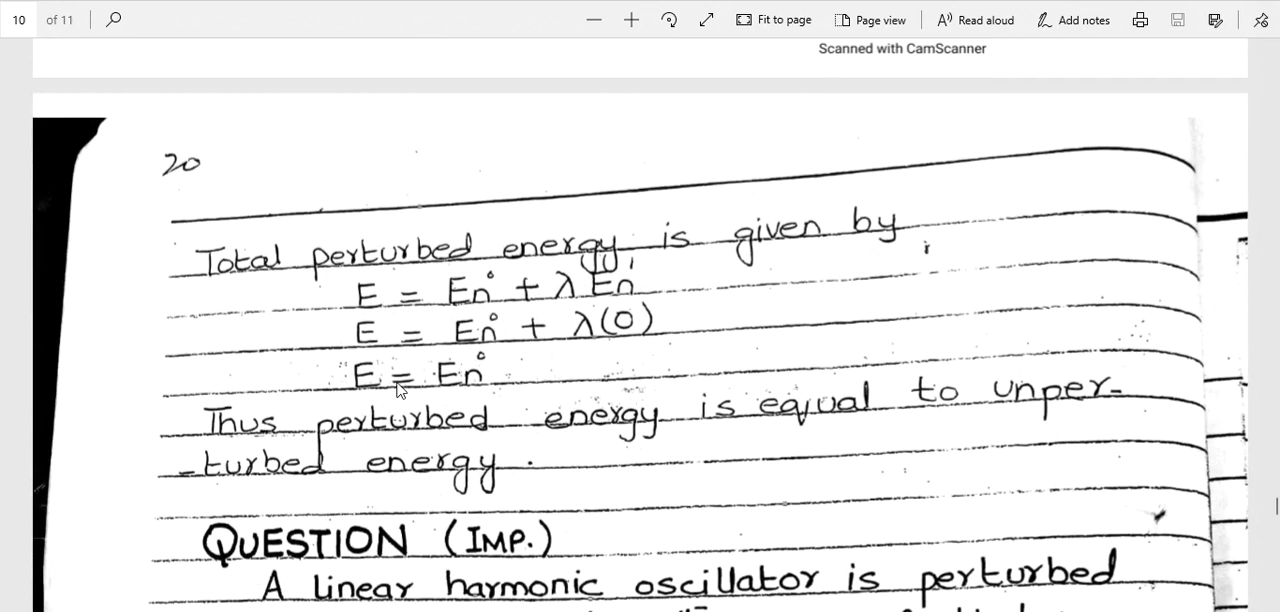 10 of 11 Fit to page Page view Read aloud Add notes
Scanned with CamScanner
20
Total perturbed energy is given by
E = En° + λ En'
E = En° + λ(0)
E = En°
Thus perturbed energy is equal to unper-
-turbed energy.
QUESTION (IMP.)
A linear harmonic oscillator is perturbed